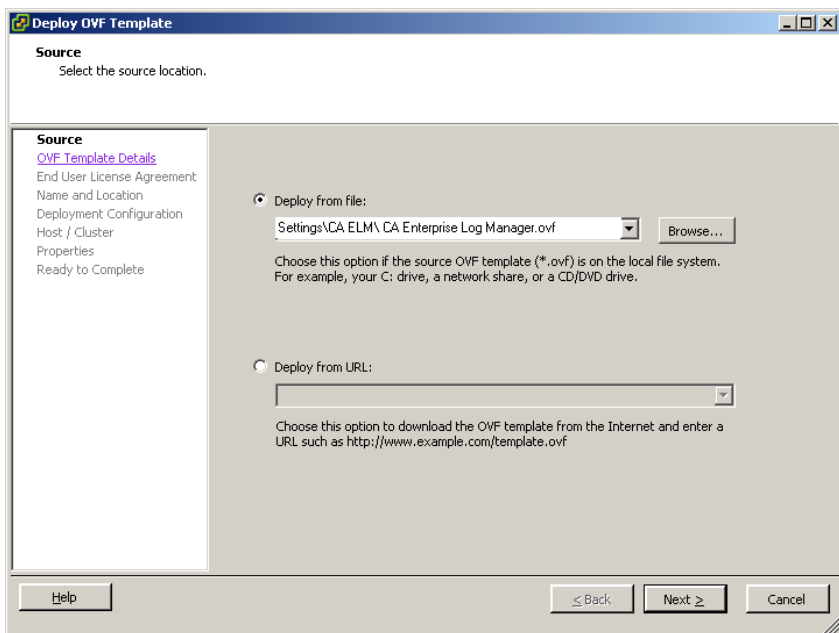 Deploy OVF Template
Source
Select the source location.
Source
OVF Template Details
End User License Agreement
Name and Location
Deployment Configuration
Host / Cluster
Properties
Ready to Complete
Deploy from file:
Settings\CA ELM\ CA Enterprise Log Manager.ovf
Browse...
Choose this option if the source OVF template (*.ovf) is on the local file system.
For example, your C: drive, a network share, or a CD/DVD drive.
Deploy from URL:
Choose this option to download the OVF template from the Internet and enter a
URL such as http://www.example.com/template.ovf
Help
≤ Back
Next ≥
Cancel